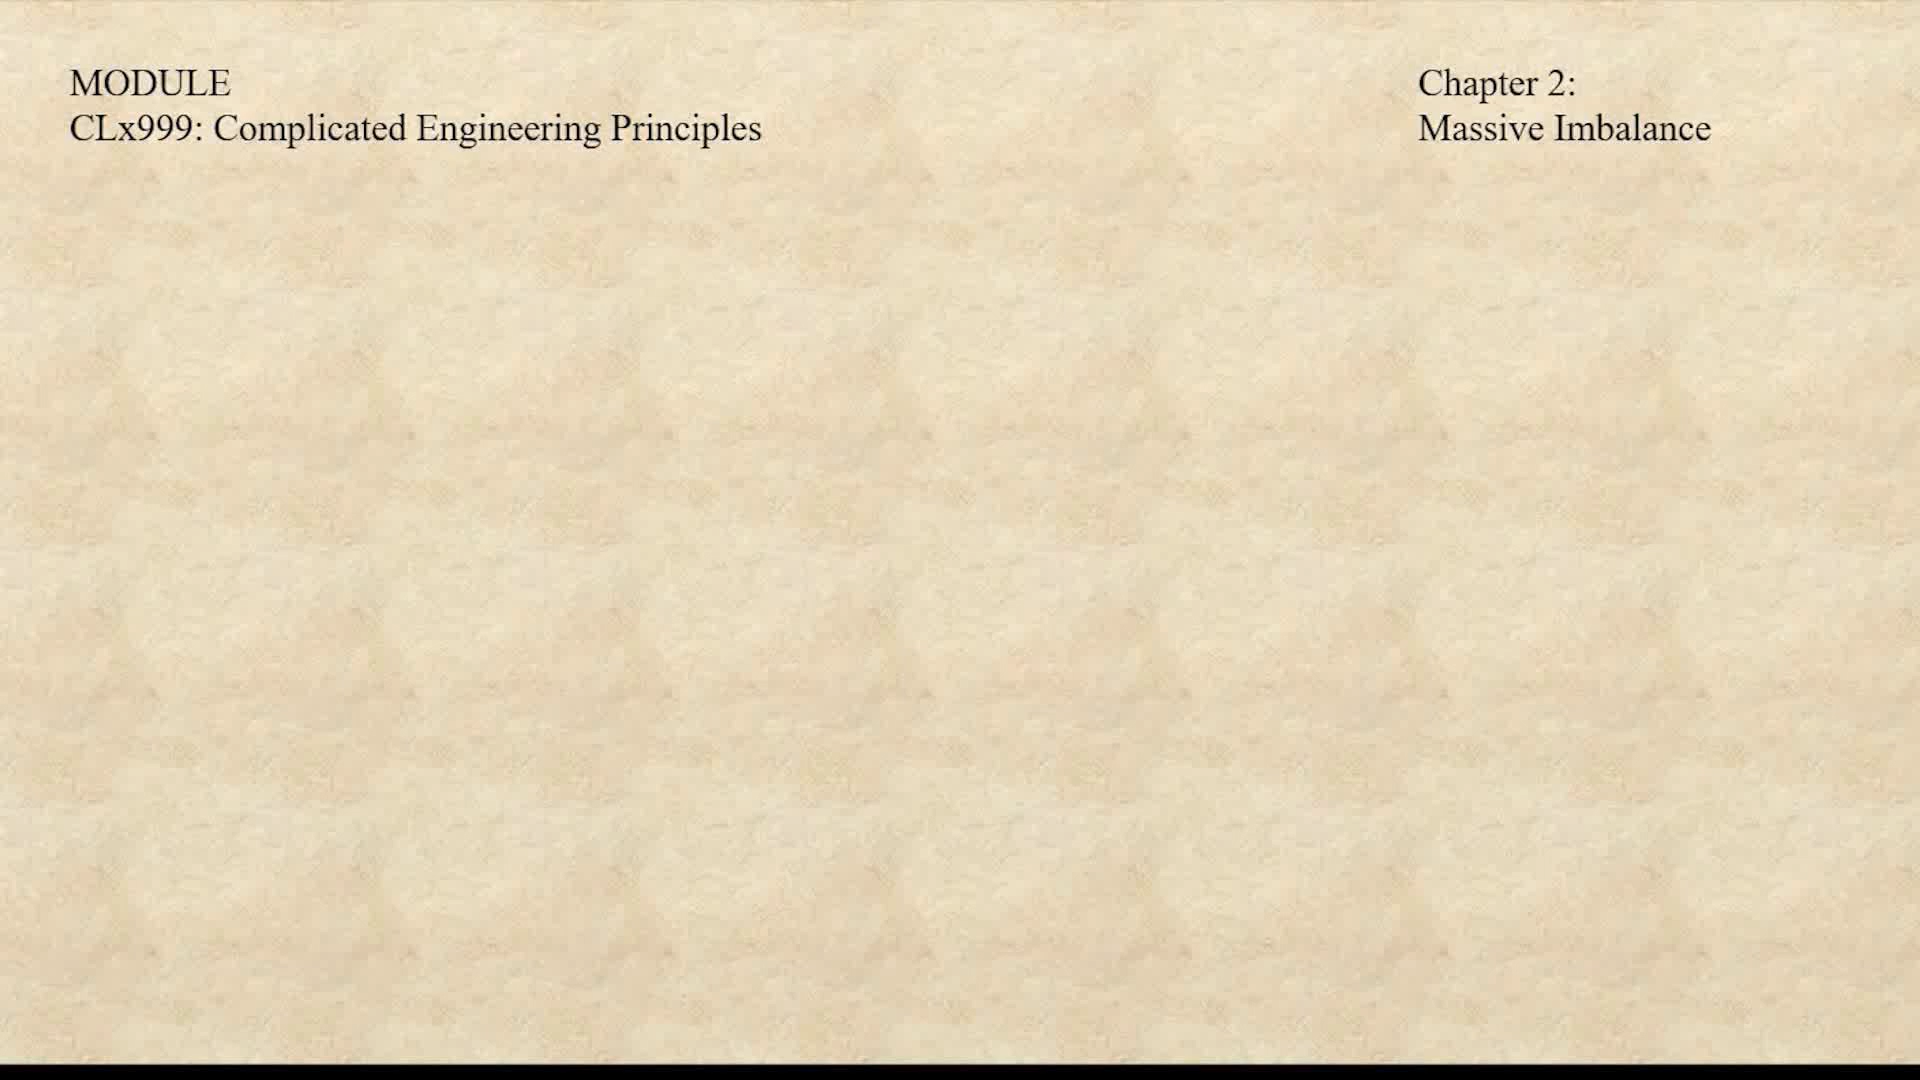 MODULE
CLx999: Complicated Engineering Principles
Chapter 2:
Massive Imbalance